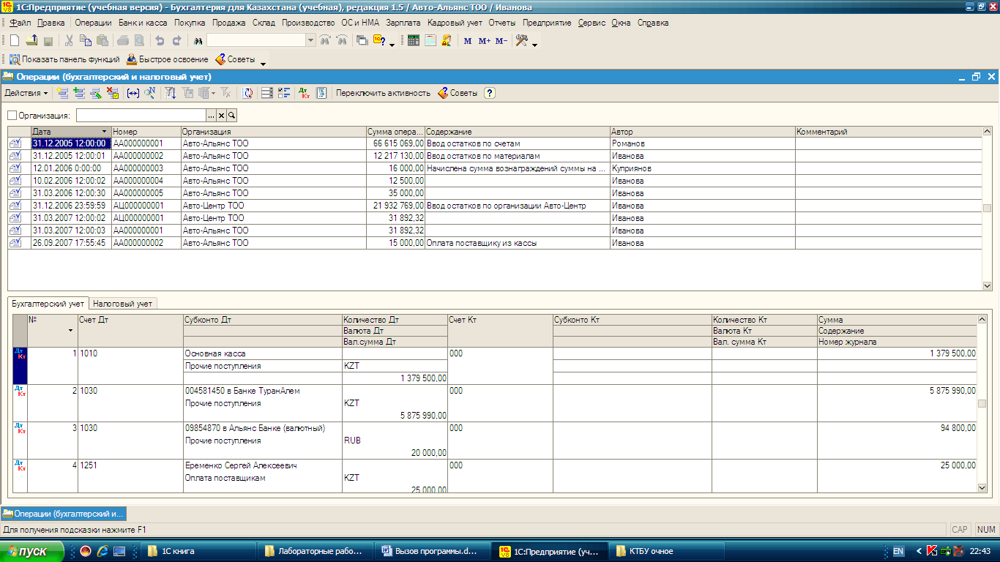 1С:Предприятие (учебная версия) - Бухгалтерия для Казахстана (учебная), редакция 1.5 / Авто-Альянс ТОО / Иванова
Файл Правка Операции Банк и касса Покупка Продажа Склад Производство ОС и НМА Зарплата Кадровый учет Отчеты Предприятие Сервис Окна Справка
M M+ M-
Показать панель функций Быстрое освоение Советы
Операции (бухгалтерский и налоговый учет)
Действия Дт Кт Переключить активность Советы ?
Организация: ...
Дата Номер Организация Сумма опера... Содержание Автор Комментарий
31.12.2005 12:00:00 АА000000001 Авто-Альянс ТОО 66 615 069,00 Ввод остатков по счетам Романов
31.12.2005 12:00:01 АА000000002 Авто-Альянс ТОО 12 217 130,00 Ввод остатков по материалам Иванова
12.01.2006 0:00:00 АА000000003 Авто-Альянс ТОО 16 000,00 Начислена сумма вознаграждений суммы на ... Куприянов
10.02.2006 12:00:02 АА000000004 Авто-Альянс ТОО 12 500,00 Иванова
31.03.2006 12:00:30 АА000000005 Авто-Альянс ТОО 35 000,00 Иванова
31.12.2006 23:59:59 АЦ000000001 Авто-Центр ТОО 21 932 769,00 Ввод остатков по организации Авто-Центр Иванова
31.03.2007 12:00:02 АЦ000000001 Авто-Центр ТОО 31 892,32 Иванова
31.03.2007 12:00:03 АА000000001 Авто-Альянс ТОО 31 892,32 Иванова
26.09.2007 17:55:45 АА000000002 Авто-Альянс ТОО 15 000,00 Оплата поставщику из кассы Иванова
Бухгалтерский учет Налоговый учет
№ Счет Дт Субконто Дт Количество Дт Счет Кт Субконто Кт Количество Кт Сумма
Валюта Дт Валюта Кт Содержание
Вал.сумма Дт Вал. сумма Кт Номер журнала
Дт Кт 1 1010 Основная касса 000 1 379 500,00
Прочие поступления KZT
1 379 500,00
Дт Кт 2 1030 004581450 в Банке ТуранАлем 000 5 875 990,00
Прочие поступления KZT
5 875 990,00
Дт Кт 3 1030 09854870 в Альянс Банке (валютный) 000 94 800,00
Прочие поступления RUB
20 000,00
Дт Кт 4 1251 Еременко Сергей Алексеевич 000 25 000,00
Оплата поставщикам KZT
25 000,00
Операции (бухгалтерский и...
Для получения подсказки нажмите F1 CAP NUM
пуск 1С книга Лабораторные рабо... Вызов программы.d... 1С:Предприятие (уч... КТБУ очное EN 22:43